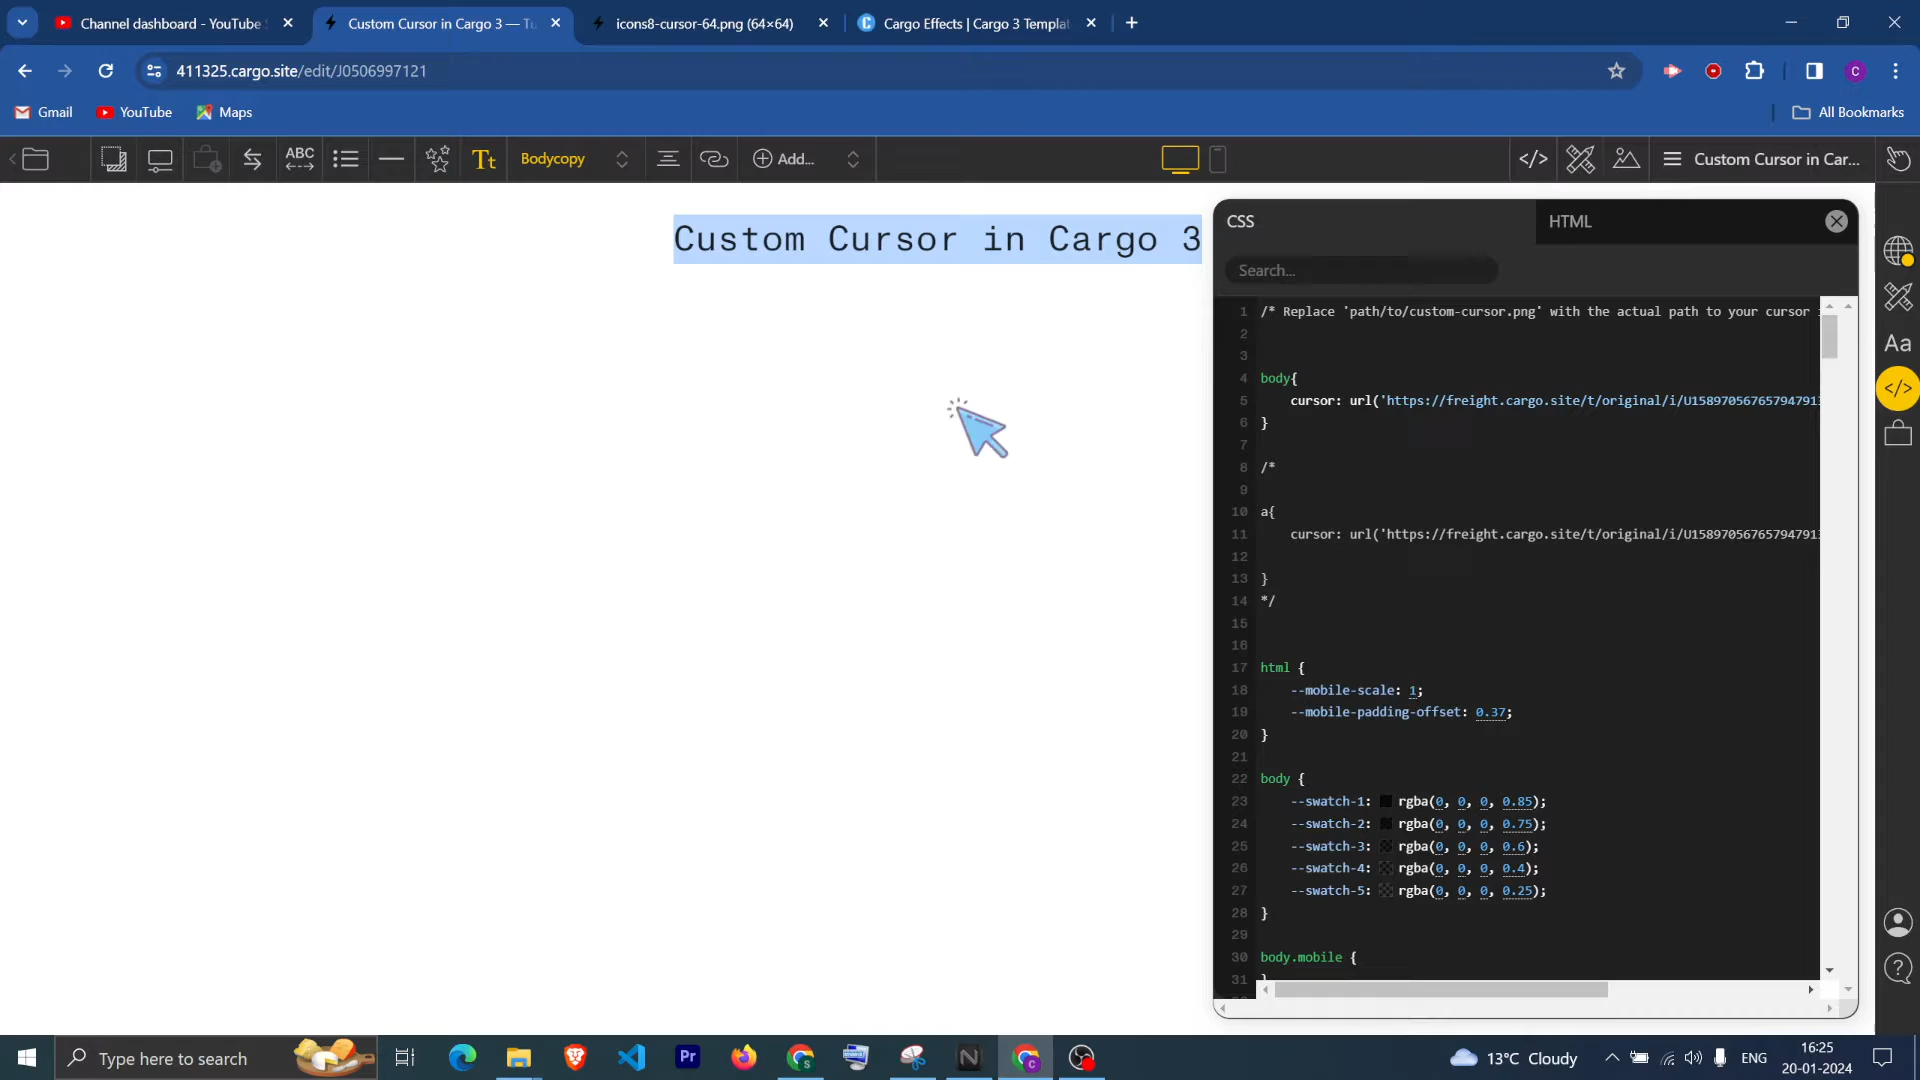 Channel dashboard - YouTube
Custom Cursor in Cargo 3 — Tu
icons8-cursor-64.png (64×64)
Cargo Effects | Cargo 3 Templat
411325.cargo.site/edit/J0506997121
Gmail
YouTube
Maps
All Bookmarks
ABC
Tt
Bodycopy
Add...
</>
Custom Cursor in Car...
Custom Cursor in Cargo 3
CSS
HTML
Search...
Aa
</>
1 /* Replace 'path/to/custom-cursor.png' with the actual path to your cursor
2
3
4 body{
5 cursor: url('https://freight.cargo.site/t/original/i/U158970567657947913
6 }
7
8 /*
9
10 a{
11 cursor: url('https://freight.cargo.site/t/original/i/U158970567657947913
12
13 }
14 */
15
16
17 html {
18 --mobile-scale: 1;
19 --mobile-padding-offset: 0.37;
20 }
21
22 body {
23 --swatch-1: rgba(0, 0, 0, 0.85);
24 --swatch-2: rgba(0, 0, 0, 0.75);
25 --swatch-3: rgba(0, 0, 0, 0.6);
26 --swatch-4: rgba(0, 0, 0, 0.4);
27 --swatch-5: rgba(0, 0, 0, 0.25);
28 }
29
30 body.mobile {
31 }
Type here to search
Pr
13°C Cloudy
ENG
16:25
20-01-2024